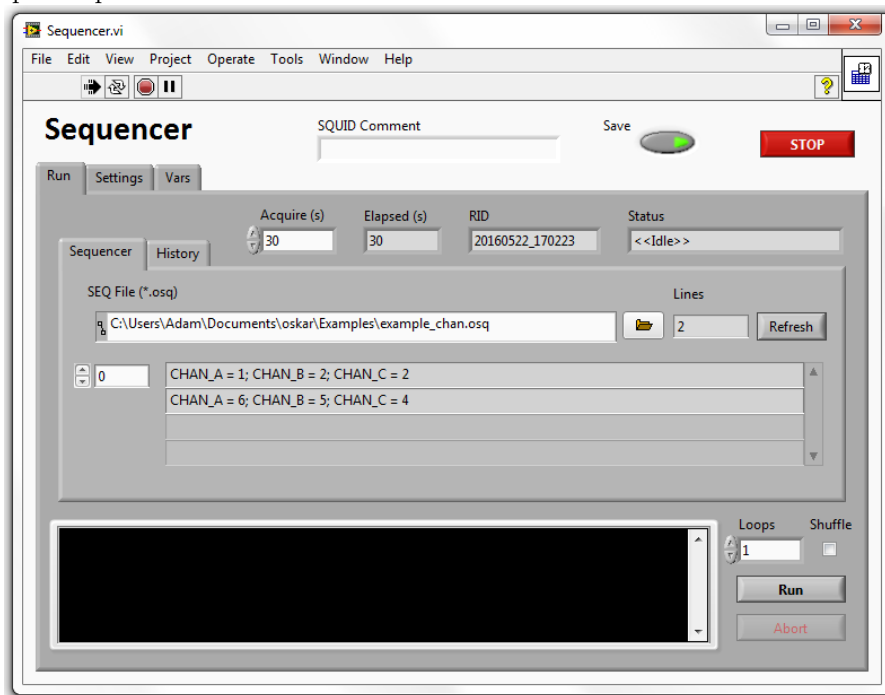 Sequencer.vi
File Edit View Project Operate Tools Window Help
Sequencer
SQUID Comment
Save
STOP
Run Settings Vars
Acquire (s) Elapsed (s) RID Status
30 30 20160522_170223 <<Idle>>
Sequencer History
SEQ File (*.osq) Lines
C:\Users\Adam\Documents\oskar\Examples\example_chan.osq 2 Refresh
0 CHAN_A = 1; CHAN_B = 2; CHAN_C = 2
CHAN_A = 6; CHAN_B = 5; CHAN_C = 4
Loops Shuffle
1
Run
Abort